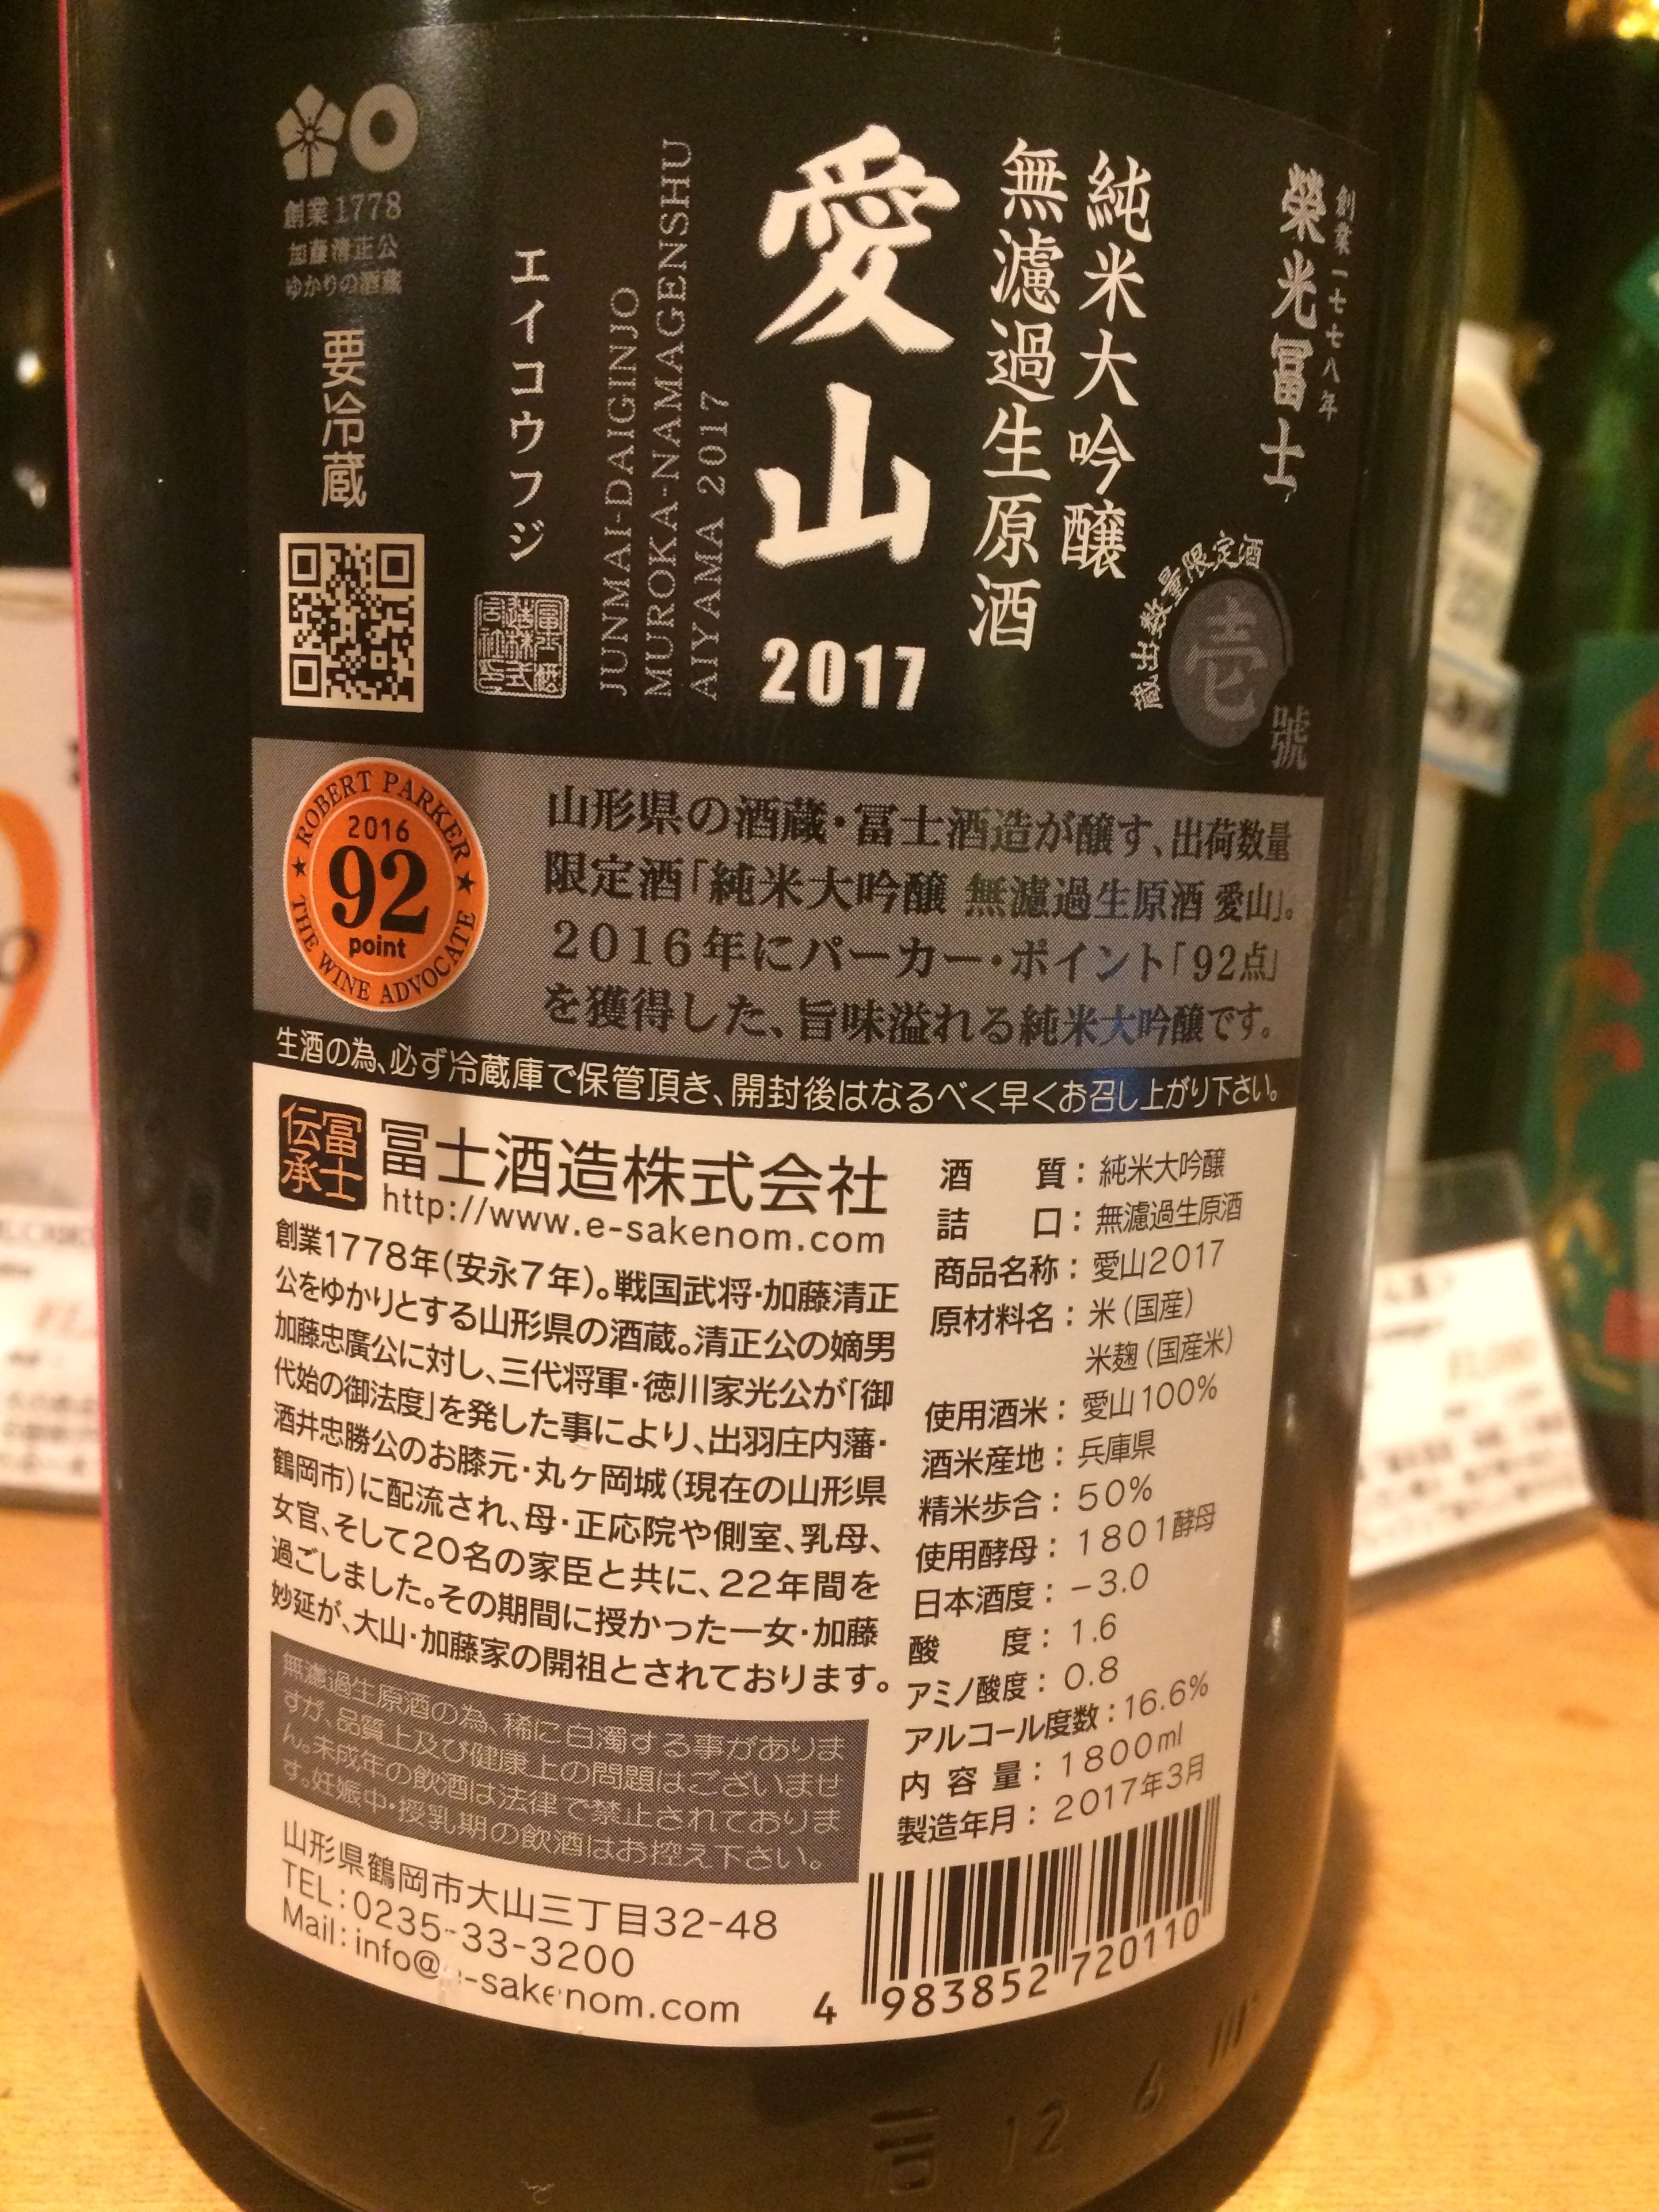 創業一七七八年
榮光冨士
蔵出数量限定酒
壱
號
純米大吟醸
無濾過生原酒
愛山
2017
JUNMAI-DAIGINJO
MUROKA-NAMAGENSHU
AIYAMA 2017
エイコウフジ
創業1778
加藤清正公
ゆかりの酒蔵
要冷蔵
ROBERT PARKER
2016
92
point
THE WINE ADVOCATE
山形県の酒蔵・冨士酒造が醸す、出荷数量
限定酒「純米大吟醸 無濾過生原酒 愛山」。
2016年にパーカー・ポイント「92点」
を獲得した、旨味溢れる純米大吟醸です。
生酒の為、必ず冷蔵庫で保管頂き、開封後はなるべく早くお召し上がり下さい。
冨士
伝承
冨士酒造株式会社
http://www.e-sakenom.com
創業1778年(安永7年)。戦国武将・加藤清正
公をゆかりとする山形県の酒蔵。清正公の嫡男
加藤忠廣公に対し、三代将軍・徳川家光公が「御
代始の御法度」を発した事により、出羽庄内藩・
酒井忠勝公のお膝元・丸ヶ岡城(現在の山形県
鶴岡市)に配流され、母・正応院や側室、乳母、
女官、そして20名の家臣と共に、22年間を
過ごしました。その期間に授かった一女・加藤
妙延が、大山・加藤家の開祖とされております。
無濾過生原酒の為、稀に白濁する事がありま
すが、品質上及び健康上の問題はございませ
ん。未成年の飲酒は法律で禁止されておりま
す。妊娠中・授乳期の飲酒はお控え下さい。
山形県鶴岡市大山三丁目32-48
TEL:0235-33-3200
Mail:info@e-sakenom.com
酒 質:純米大吟醸
詰 口:無濾過生原酒
商品名称:愛山2017
原材料名:米(国産)
米麹(国産米)
使用酒米:愛山100%
酒米産地:兵庫県
精米歩合:50%
使用酵母:1801酵母
日本酒度:-3.0
酸 度:1.6
アミノ酸度:0.8
アルコール度数:16.6%
内容量:1800ml
製造年月:2017年3月
4 983852 720110
12 6